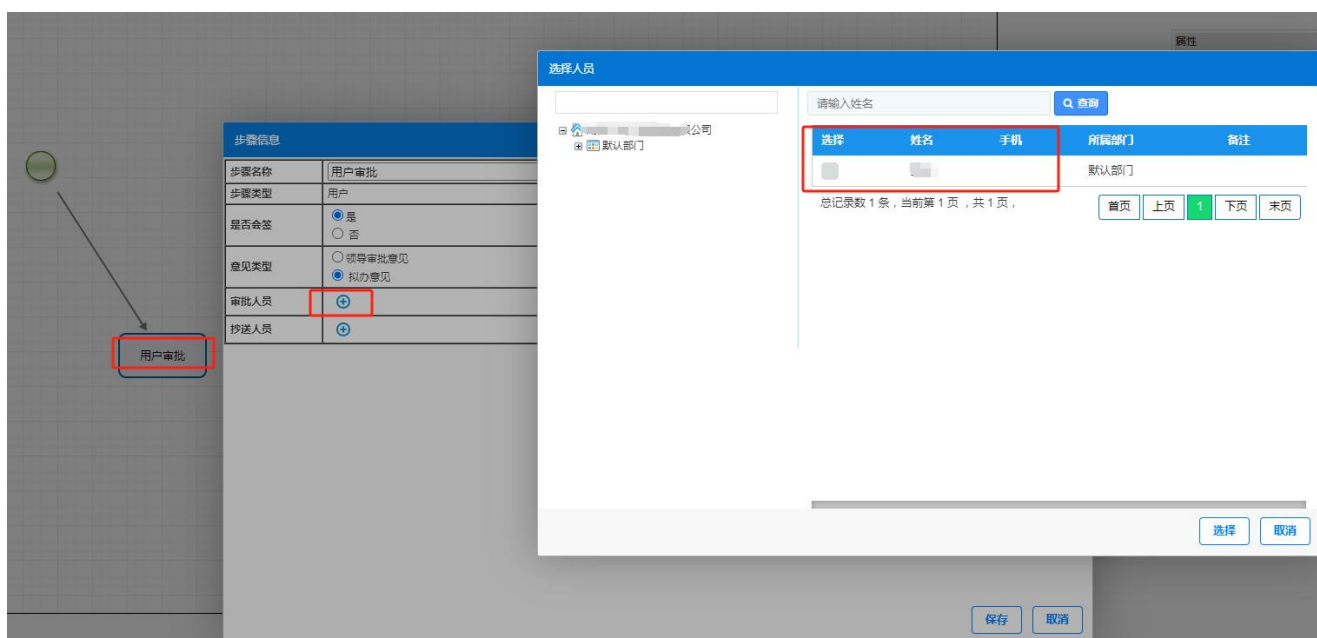 属性
选择人员
请输入姓名
查询
公司
默认部门
选择 姓名 手机 所属部门 备注
默认部门
总记录数 1 条，当前第 1 页 ，共 1 页，
首页 上页 1 下页 末页
选择 取消
步骤信息
步骤名称 用户审批
步骤类型 用户
是否会签 是
否
意见类型 领导审批意见
拟办意见
审批人员
抄送人员
保存 取消
用户审批